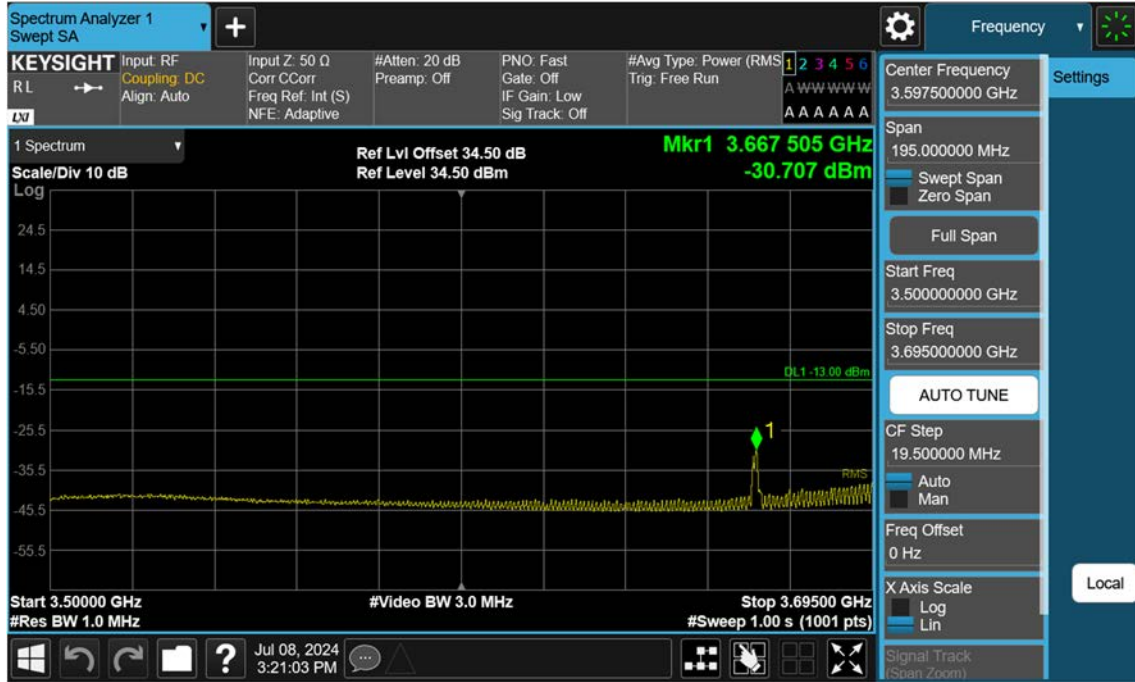 Spectrum Analyzer 1
Swept SA
Frequency
KEYSIGHT
R L
LXI
Input: RF
Coupling: DC
Align: Auto
Input Z: 50 Ω
Corr CCorr
Freq Ref: Int (S)
NFE: Adaptive
#Atten: 20 dB
Preamp: Off
PNO: Fast
Gate: Off
IF Gain: Low
Sig Track: Off
#Avg Type: Power (RMS
Trig: Free Run
1 2 3 4 5 6
A W W W W W
A A A A A A
1 Spectrum
Scale/Div 10 dB
Log
Ref Lvl Offset 34.50 dB
Ref Level 34.50 dBm
Mkr1 3.667 505 GHz
-30.707 dBm
24.5
14.5
4.50
-5.50
-15.5
-25.5
-35.5
-45.5
-55.5
DL1 -13.00 dBm
1
RMS
Start 3.50000 GHz
#Res BW 1.0 MHz
#Video BW 3.0 MHz
Stop 3.69500 GHz
#Sweep 1.00 s (1001 pts)
?
Jul 08, 2024
3:21:03 PM
Center Frequency
3.597500000 GHz
Span
195.000000 MHz
Swept Span
Zero Span
Full Span
Start Freq
3.500000000 GHz
Stop Freq
3.695000000 GHz
AUTO TUNE
CF Step
19.500000 MHz
Auto
Man
Freq Offset
0 Hz
X Axis Scale
Log
Lin
Signal Track
(Span Zoom)
Settings
Local